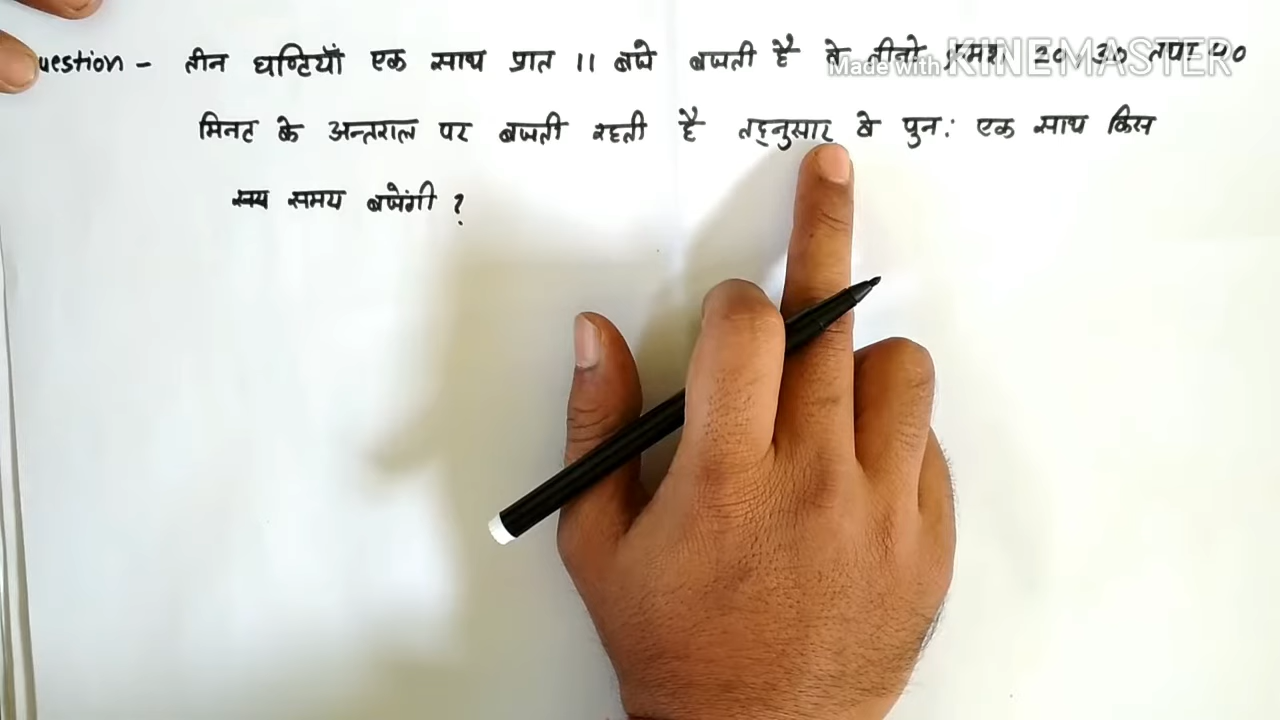 uestion - तीन घण्टियाँ एक साथ प्रात 11 बजे बजती है वे तीनो क्रमशः 20, 30 तथा 40
Made with KINEMASTER
मिनट के अन्तराल पर बजती रहती है तद्नुसार वे पुन: एक साथ किस
समय बजेंगी ?